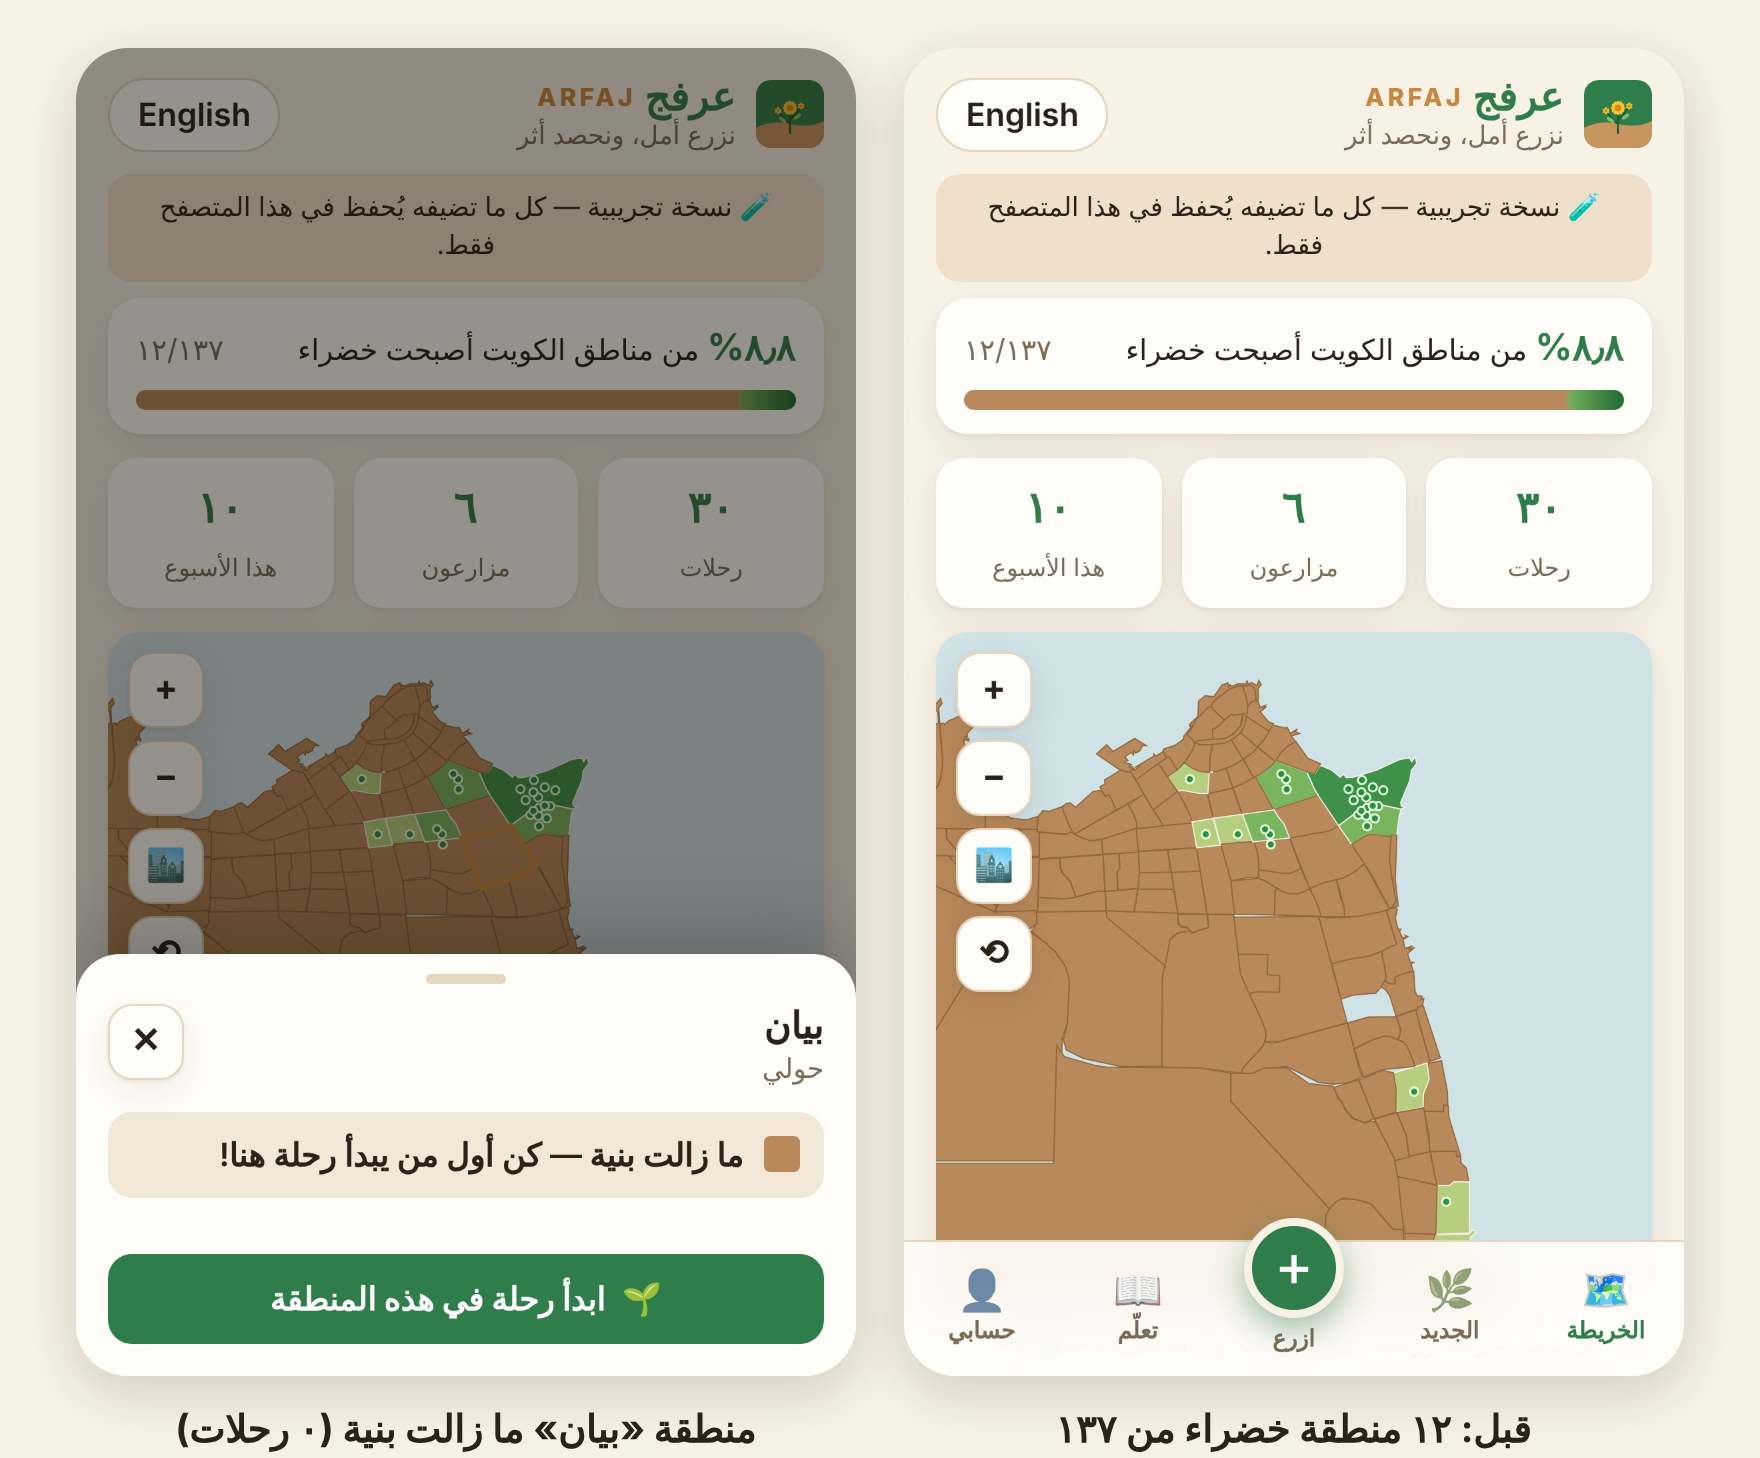 عرفج ARFAJ
نزرع أمل، ونحصد أثر
English
🧪 نسخة تجريبية — كل ما تضيفه يُحفظ في هذا المتصفح
فقط.
٨٫٨% من مناطق الكويت أصبحت خضراء
١٢/١٣٧
٣٠
رحلات
٦
مزارعون
١٠
هذا الأسبوع
+
−
⟲
الخريطة
الجديد
+
ازرع
تعلّم
حسابي
قبل: ١٢ منطقة خضراء من ١٣٧
عرفج ARFAJ
نزرع أمل، ونحصد أثر
English
🧪 نسخة تجريبية — كل ما تضيفه يُحفظ في هذا المتصفح
فقط.
٨٫٨% من مناطق الكويت أصبحت خضراء
١٢/١٣٧
٣٠
رحلات
٦
مزارعون
١٠
هذا الأسبوع
+
−
⟲
بيان
حولي
✕
ما زالت بنية — كن أول من يبدأ رحلة هنا!
🌱 ابدأ رحلة في هذه المنطقة
منطقة «بيان» ما زالت بنية (٠ رحلات)